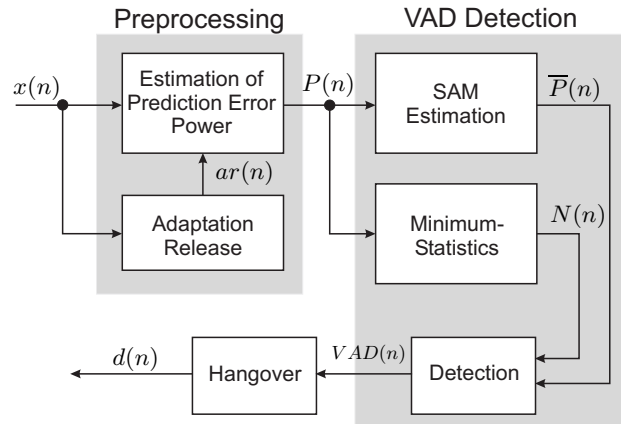 Preprocessing
VAD Detection
x(n)
Estimation of
Prediction Error
Power
P(n)
SAM
Estimation
P̅(n)
ar(n)
Adaptation
Release
Minimum-
Statistics
N(n)
d(n)
Hangover
VAD(n)
Detection